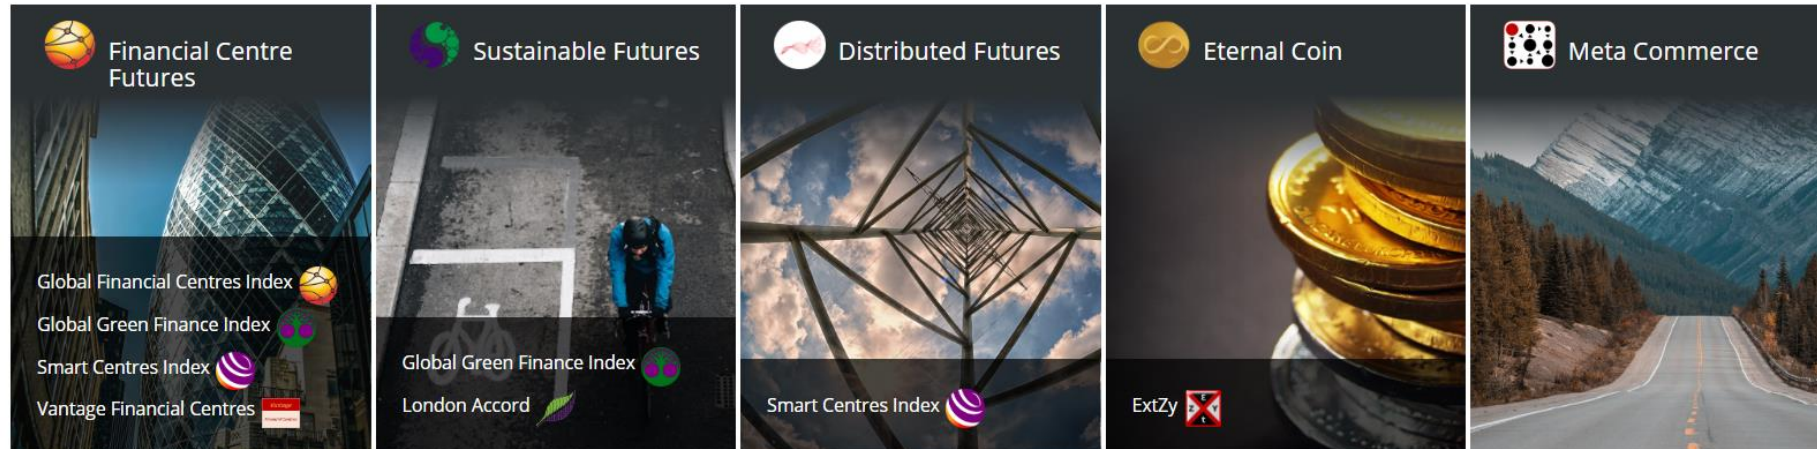 Financial Centre
Futures
Global Financial Centres Index
Global Green Finance Index
Smart Centres Index
Vantage Financial Centres
Sustainable Futures
Global Green Finance Index
London Accord
Distributed Futures
Smart Centres Index
Eternal Coin
ExtZy
Meta Commerce